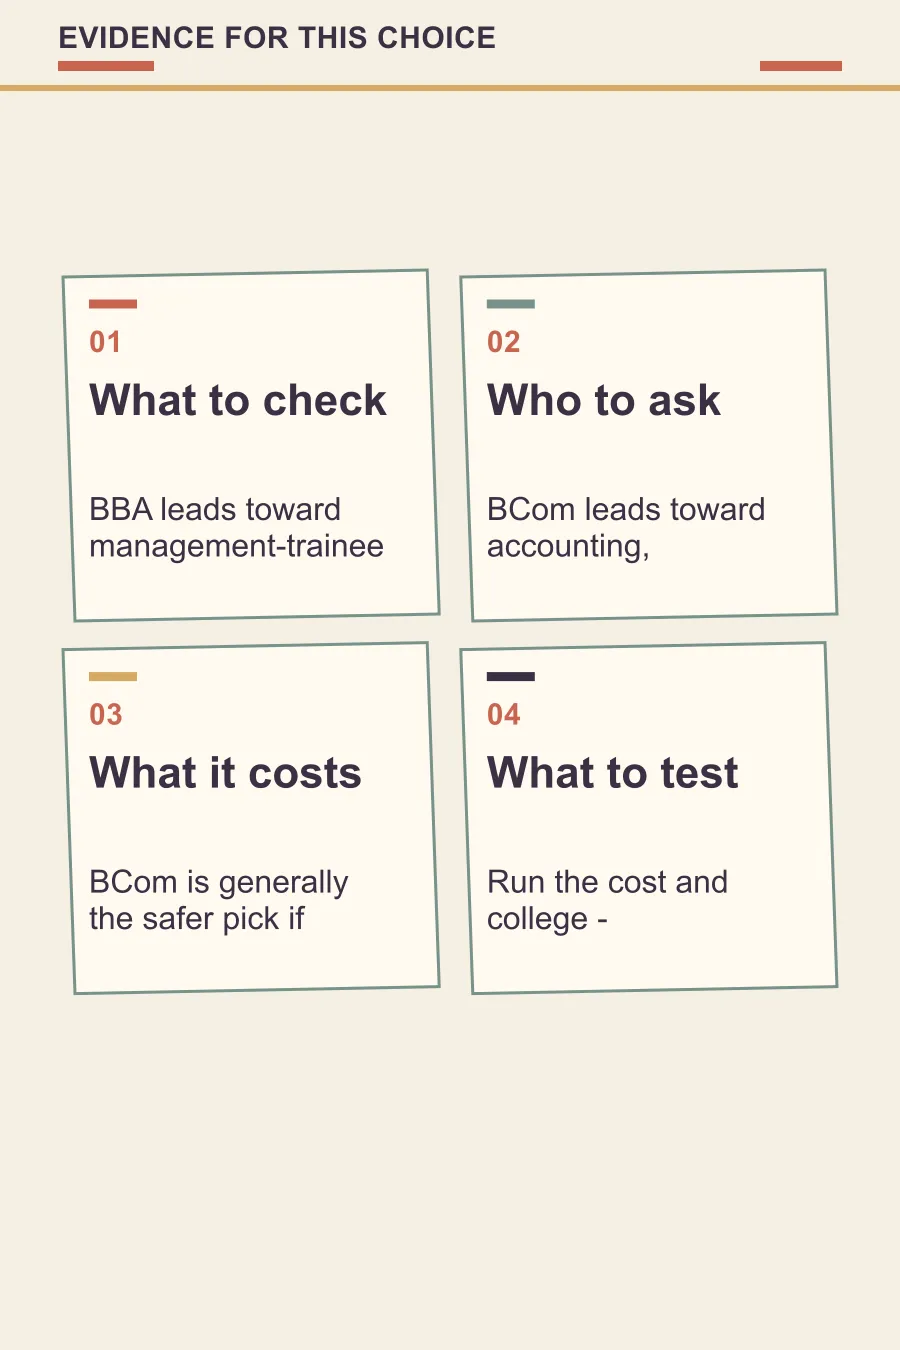 EVIDENCE FOR THIS CHOICE
01
What to check
BBA leads toward
management-trainee
02
Who to ask
BCom leads toward
accounting,
03
What it costs
BCom is generally
the safer pick if
04
What to test
Run the cost and
college -